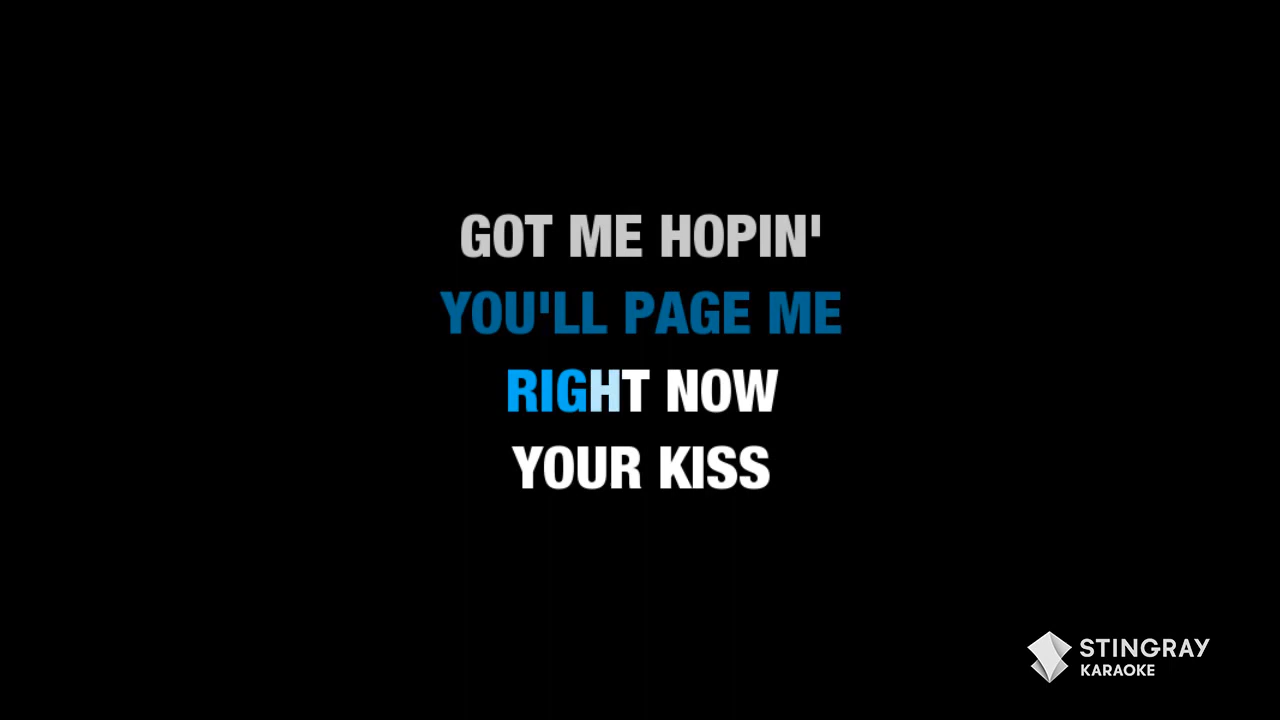 GOT ME HOPIN'
YOU'LL PAGE ME
RIGHT NOW
YOUR KISS
STINGRAY
KARAOKE